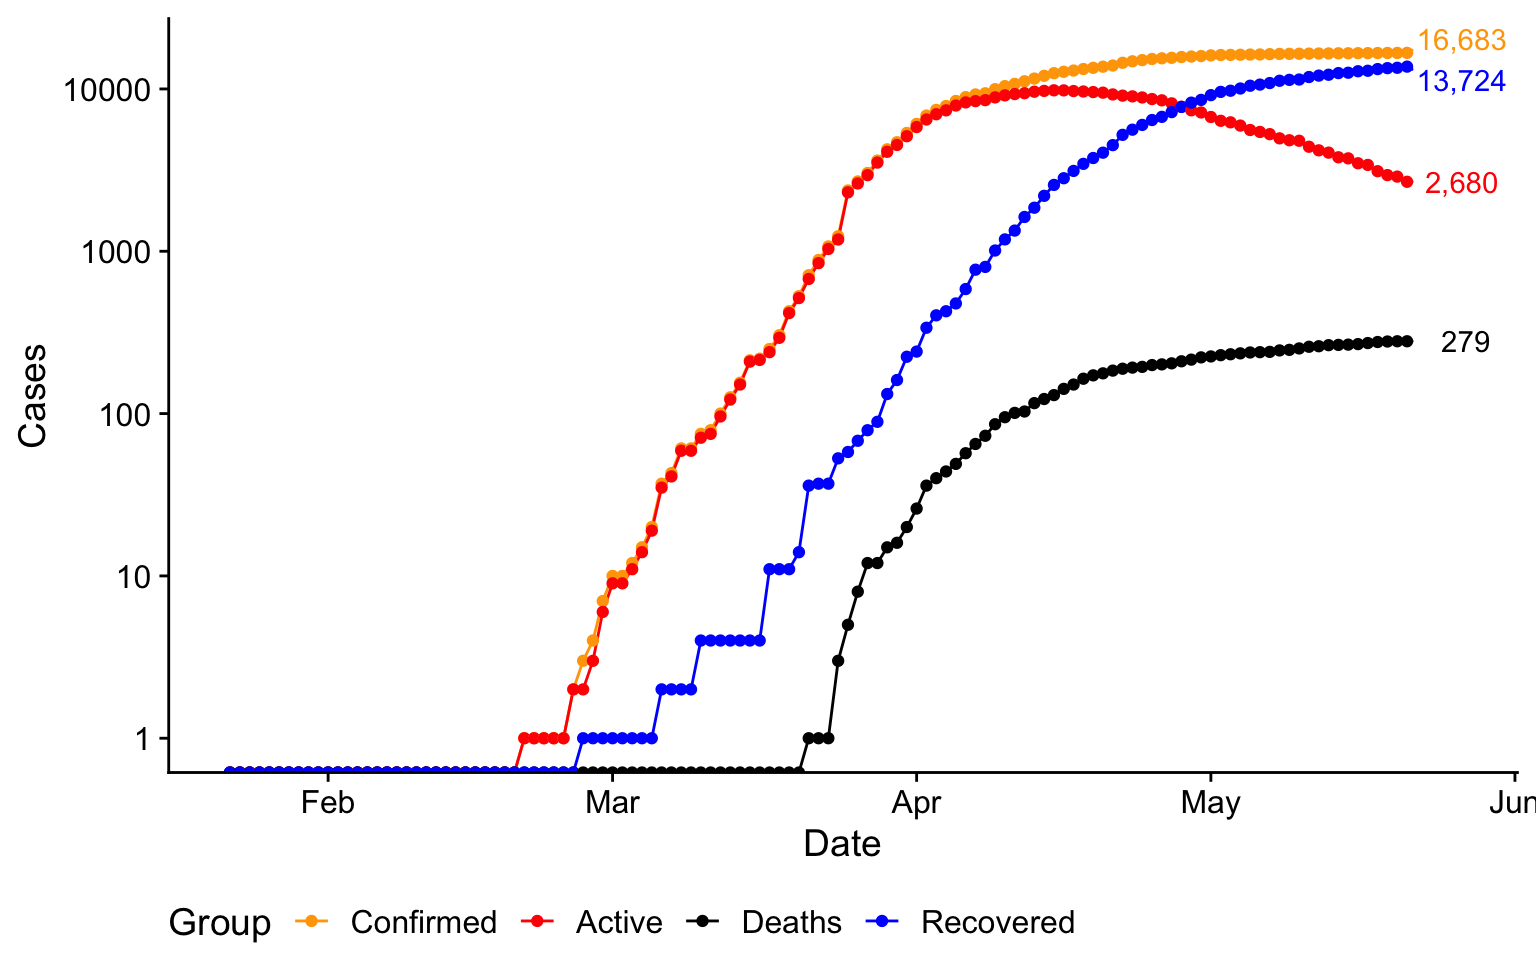 16,683
10000
13,724
2,680
1000
279
Cases
100
10
1
Feb Mar Apr May Jun
Date
Group Confirmed Active Deaths Recovered